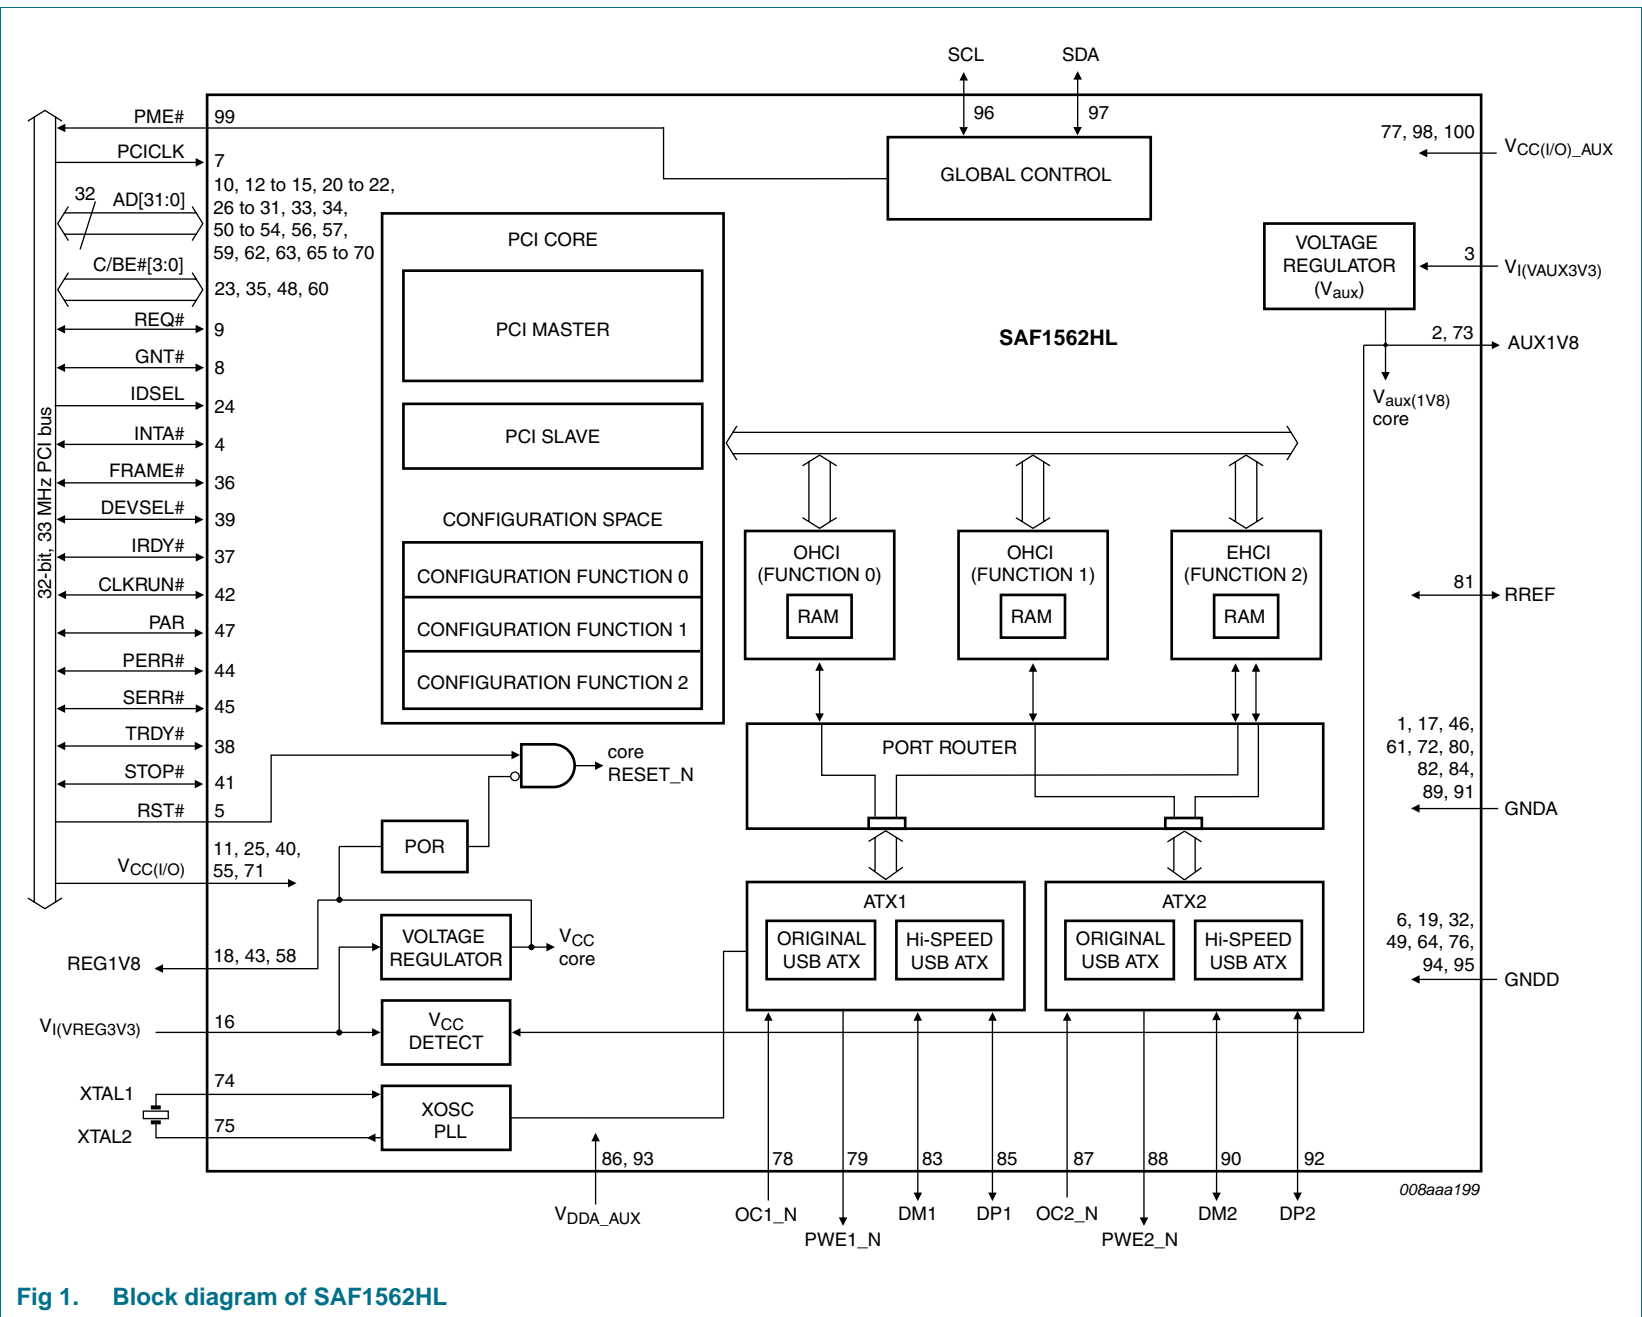 SCL
SDA
96
97
GLOBAL CONTROL
77, 98, 100
VCC(I/O)_AUX
VOLTAGE
REGULATOR
(Vaux)
3
VI(VAUX3V3)
2, 73
AUX1V8
Vaux(1V8)
core
SAF1562HL
32-bit, 33 MHz PCI bus
PME#
99
PCICLK
7
32
AD[31:0]
10, 12 to 15, 20 to 22,
26 to 31, 33, 34,
50 to 54, 56, 57,
59, 62, 63, 65 to 70
C/BE#[3:0]
23, 35, 48, 60
REQ#
9
GNT#
8
IDSEL
24
INTA#
4
FRAME#
36
DEVSEL#
39
IRDY#
37
CLKRUN#
42
PAR
47
PERR#
44
SERR#
45
TRDY#
38
STOP#
41
RST#
5
VCC(I/O)
11, 25, 40,
55, 71
REG1V8
18, 43, 58
VI(VREG3V3)
16
XTAL1
74
XTAL2
75
PCI CORE
PCI MASTER
PCI SLAVE
CONFIGURATION SPACE
CONFIGURATION FUNCTION 0
CONFIGURATION FUNCTION 1
CONFIGURATION FUNCTION 2
core
RESET_N
POR
VOLTAGE
REGULATOR
VCC
core
VCC
DETECT
XOSC
PLL
OHCI
(FUNCTION 0)
RAM
OHCI
(FUNCTION 1)
RAM
EHCI
(FUNCTION 2)
RAM
81
RREF
PORT ROUTER
1, 17, 46,
61, 72, 80,
82, 84,
89, 91
GNDA
ATX1
ORIGINAL
USB ATX
Hi-SPEED
USB ATX
ATX2
ORIGINAL
USB ATX
Hi-SPEED
USB ATX
6, 19, 32,
49, 64, 76,
94, 95
GNDD
86, 93
78
79
83
85
87
88
90
92
VDDA_AUX
OC1_N
PWE1_N
DM1
DP1
OC2_N
PWE2_N
DM2
DP2
008aaa199
Fig 1. Block diagram of SAF1562HL